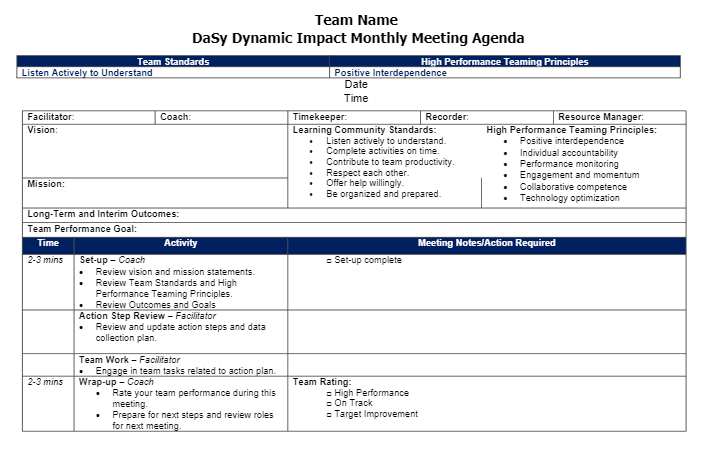 Team Name
DaSy Dynamic Impact Monthly Meeting Agenda
Team Standards High Performance Teaming Principles
Listen Actively to Understand Positive Interdependence
Date
Time
Facilitator: Coach: Timekeeper: Recorder: Resource Manager:
Vision:
Mission:
Learning Community Standards:
• Listen actively to understand.
• Complete activities on time.
• Contribute to team productivity.
• Respect each other.
• Offer help willingly.
• Be organized and prepared.
High Performance Teaming Principles:
• Positive interdependence
• Individual accountability
• Performance monitoring
• Engagement and momentum
• Collaborative competence
• Technology optimization
Long-Term and Interim Outcomes:
Team Performance Goal:
Time Activity Meeting Notes/Action Required
2-3 mins
Set-up – Coach
• Review vision and mission statements.
• Review Team Standards and High
Performance Teaming Principles.
• Review Outcomes and Goals
□ Set-up complete
Action Step Review – Facilitator
• Review and update action steps and data
collection plan.
Team Work – Facilitator
• Engage in team tasks related to action plan.
2-3 mins
Wrap-up – Coach
• Rate your team performance during this
meeting.
• Prepare for next steps and review roles
for next meeting.
Team Rating:
□ High Performance
□ On Track
□ Target Improvement